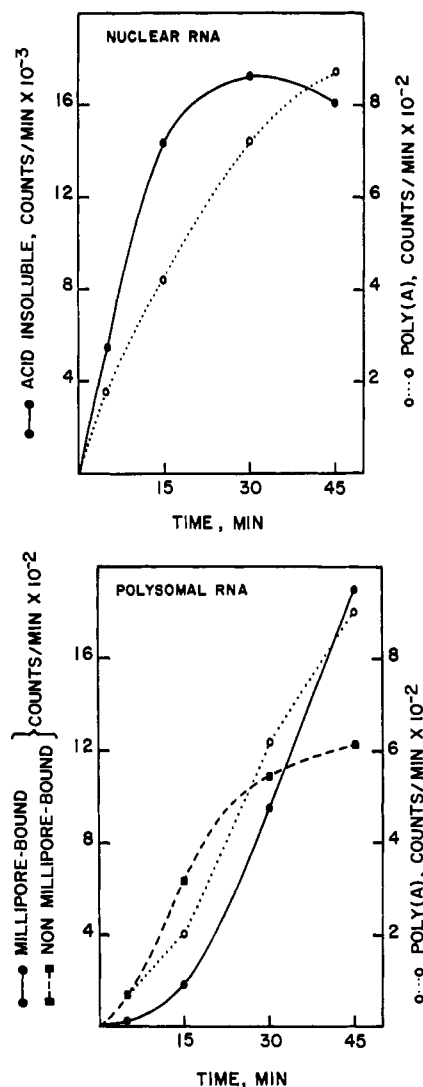 NUCLEAR RNA
ACID INSOLUBLE, COUNTS/MIN X 10⁻³
16
12
8
4
8
6
4
2
POLY(A), COUNTS/MIN X 10⁻²
15 30 45
TIME, MIN
POLYSOMAL RNA
MILLIPORE-BOUND
NON MILLIPORE-BOUND
COUNTS/MIN X 10⁻²
16
12
8
4
8
6
4
2
POLY(A), COUNTS/MIN X 10⁻²
15 30 45
TIME, MIN